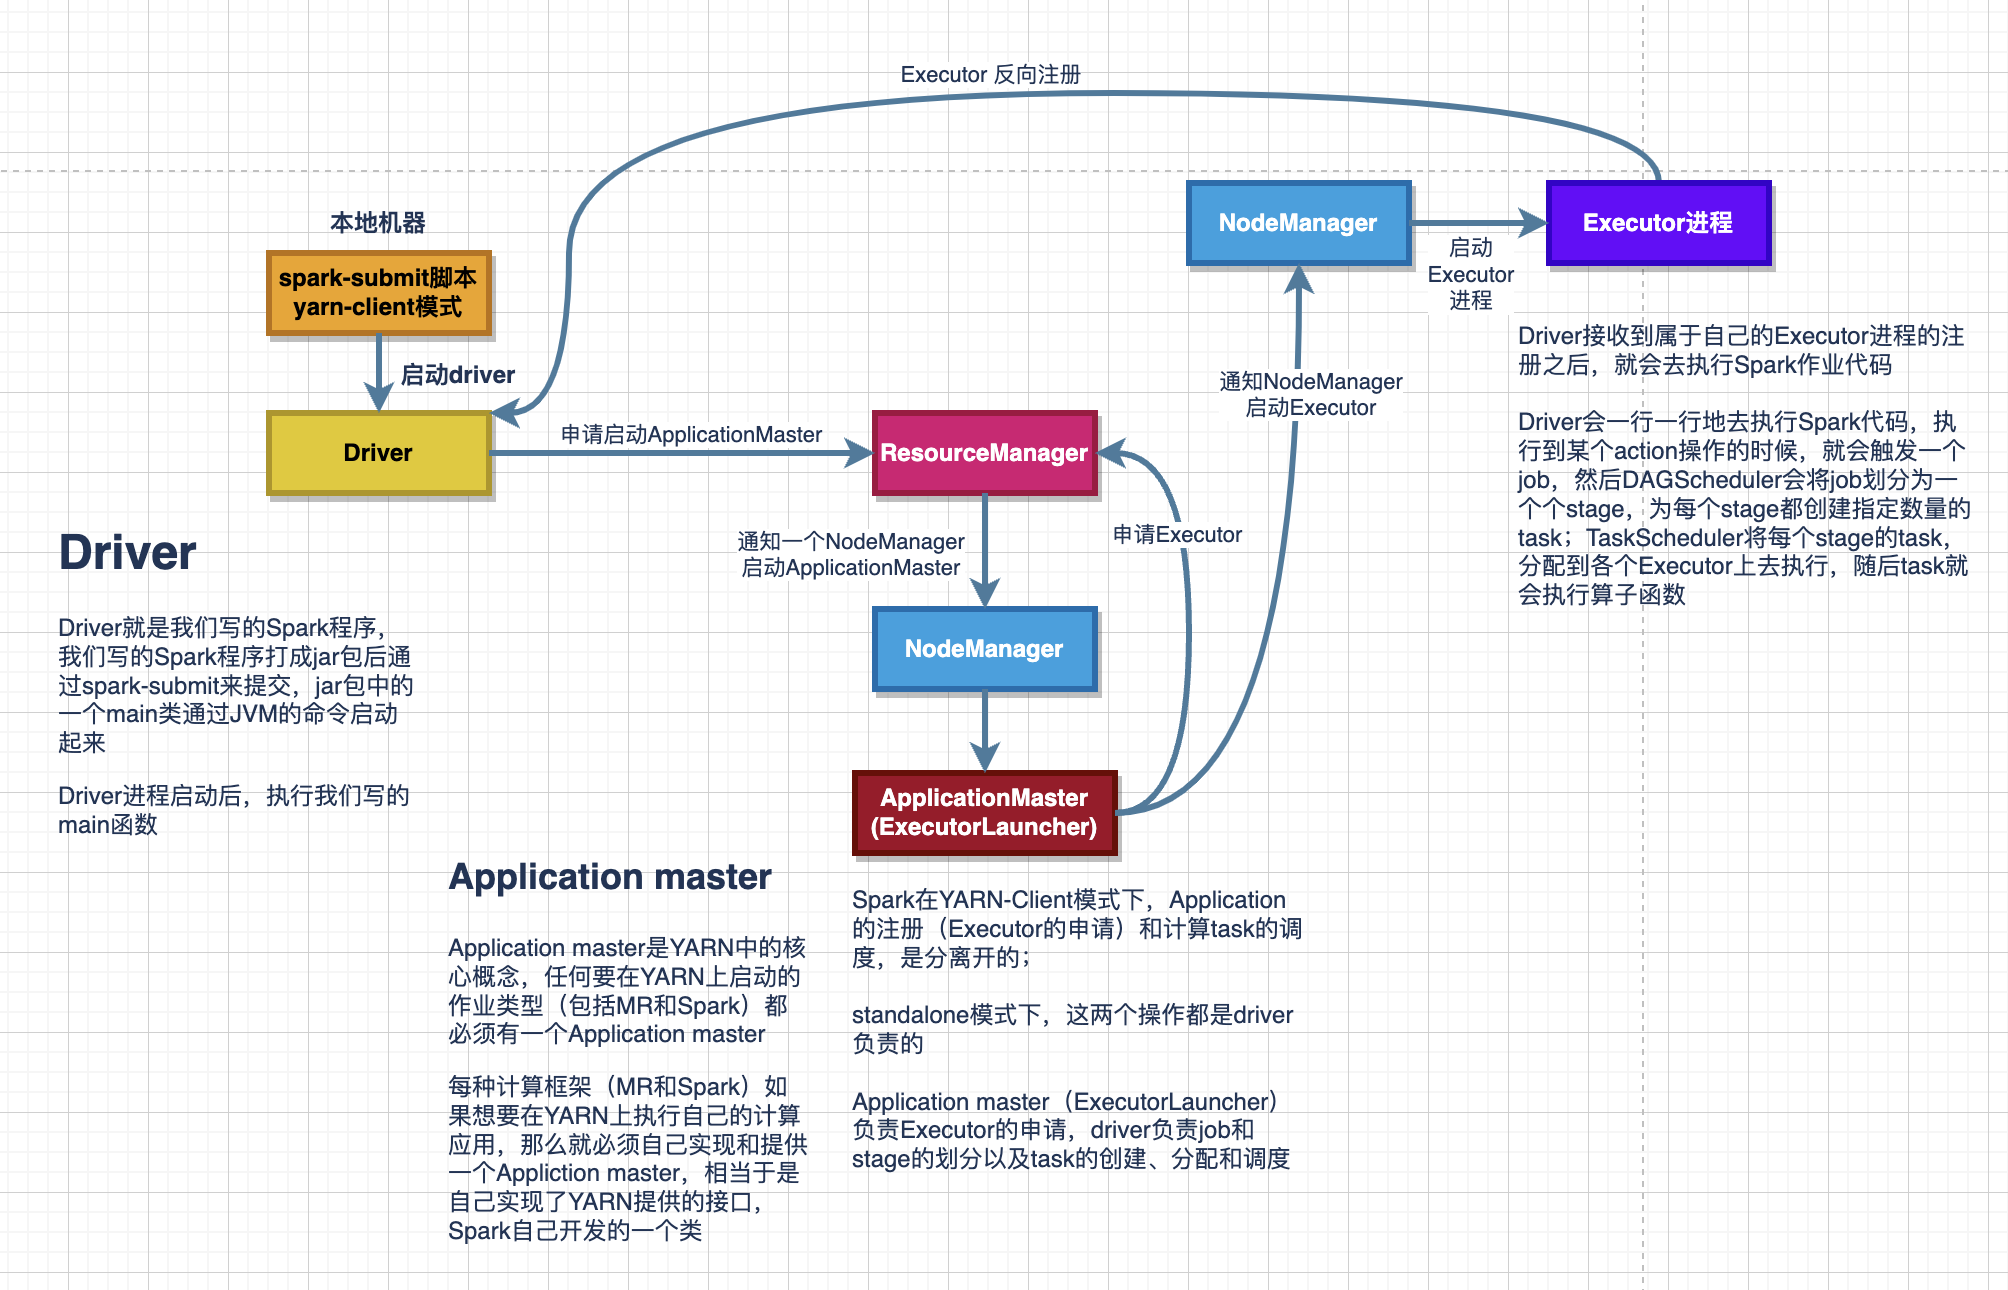 Executor 反向注册
本地机器
spark-submit脚本
yarn-client模式
启动driver
Driver
申请启动ApplicationMaster
ResourceManager
通知一个NodeManager
启动ApplicationMaster
申请Executor
NodeManager
ApplicationMaster
(ExecutorLauncher)
通知NodeManager
启动Executor
NodeManager
启动
Executor
进程
Executor进程
Driver接收到属于自己的Executor进程的注
册之后，就会去执行Spark作业代码
Driver会一行一行地去执行Spark代码，执
行到某个action操作的时候，就会触发一个
job，然后DAGScheduler会将job划分为一
个个stage，为每个stage都创建指定数量的
task；TaskScheduler将每个stage的task，
分配到各个Executor上去执行，随后task就
会执行算子函数
Driver
Driver就是我们写的Spark程序，
我们写的Spark程序打成jar包后通
过spark-submit来提交，jar包中的
一个main类通过JVM的命令启动
起来
Driver进程启动后，执行我们写的
main函数
Application master
Application master是YARN中的核
心概念，任何要在YARN上启动的
作业类型（包括MR和Spark）都
必须有一个Application master
每种计算框架（MR和Spark）如
果想要在YARN上执行自己的计算
应用，那么就必须自己实现和提供
一个Appliction master，相当于是
自己实现了YARN提供的接口，
Spark自己开发的一个类
Spark在YARN-Client模式下，Application
的注册（Executor的申请）和计算task的调
度，是分离开的；
standalone模式下，这两个操作都是driver
负责的
Application master（ExecutorLauncher）
负责Executor的申请，driver负责job和
stage的划分以及task的创建、分配和调度